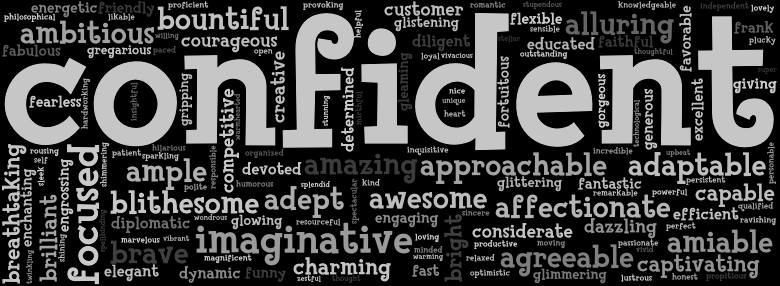 energetic
friendly
proficient
provoking
customer
romantic
stupendous
knowledgeable
independent
lovely
philosophical
likable
bountiful
helpful
glistening
flexible
alluring
favorable
frank
ambitious
willing
courageous
diligent
stellar
sensible
educated
faithful
plucky
fabulous
gregarious
paced
open
loyal
vivacious
outstanding
thoughtful
confident
super
giving
fearless
hardworking
insightful
gripping
competitive
warmhearted
creative
stunning
determined
mirthful
gleaming
nice
unique
heart
fortuitous
gorgeous
technological
generous
excellent
rousing
self
sleek
shimmering
patient
hilarious
sparkling
responsible
organized
inquisitive
incredible
upbeat
personable
breathtaking
enchanting
twinkling
brilliant
engrossing
shining
focused
spellbinding
ample
polite
devoted
humorous
amazing
splendid
spectacular
kind
approachable
adaptable
glittering
fantastic
remarkable
powerful
persistent
capable
blithesome
adept
awesome
affectionate
efficient
qualified
ravishing
diplomatic
wondrous
glowing
resourceful
engaging
sincere
considerate
dazzling
perfect
marvelous
vibrant
imaginative
loving
minded
warming
bright
productive
moving
passionate
vivid
amiable
brave
magnificent
charming
relaxed
agreeable
captivating
elegant
dynamic
funny
zestful
thought
fast
optimistic
glimmering
lustrous
honest
propitious